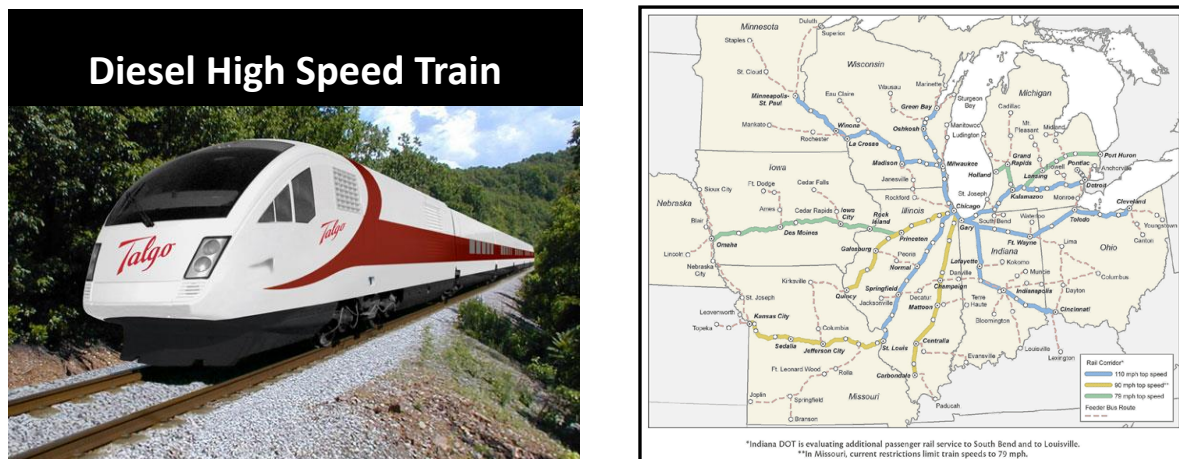 Diesel High Speed Train
Talgo
Talgo
Minnesota
Duluth
Superior
Staples
St. Cloud
Minneapolis-
St. Paul
Wisconsin
Wausau
Marinette
Eau Claire
Green Bay
Sturgeon
Bay
Michigan
Cadillac
Mt.
Pleasant
Midland
Manitowoc
Ludington
Oshkosh
Winona
Mankato
Rochester
La Crosse
Madison
Milwaukee
Grand
Rapids
Holland
Lansing
Pontiac
Port Huron
Anchorville
Detroit
Monroe
Kalamazoo
Janesville
Rockford
St. Joseph
Iowa
Sioux City
Ft. Dodge
Cedar Falls
Ames
Cedar Rapids
Iowa
City
Rock
Island
Illinois
Chicago
Gary
South Bend
Waterloo
Toledo
Cleveland
Youngstown
Canton
Nebraska
Blair
Omaha
Des Moines
Princeton
Galesburg
Peoria
Normal
Lafayette
Indiana
Ft. Wayne
Lima
Ohio
Kokomo
Muncie
Columbus
Lincoln
Nebraska
City
Kirksville
Quincy
Springfield
Jacksonville
Decatur
Danville
Champaign
Mattoon
Terre
Haute
Indianapolis
Bloomington
Dayton
Cincinnati
St. Joseph
Leavenworth
Kansas City
Topeka
Columbia
Sedalia
Jefferson City
St. Louis
Centralia
Evansville
Louisville
Lexington
Ft. Leonard Wood
Rolla
Carbondale
Joplin
Springfield
Missouri
Branson
Paducah
Rail Corridor*
110 mph top speed
90 mph top speed**
79 mph top speed
Feeder Bus Route
*Indiana DOT is evaluating additional passenger rail service to South Bend and to Louisville.
**In Missouri, current restrictions limit train speeds to 79 mph.